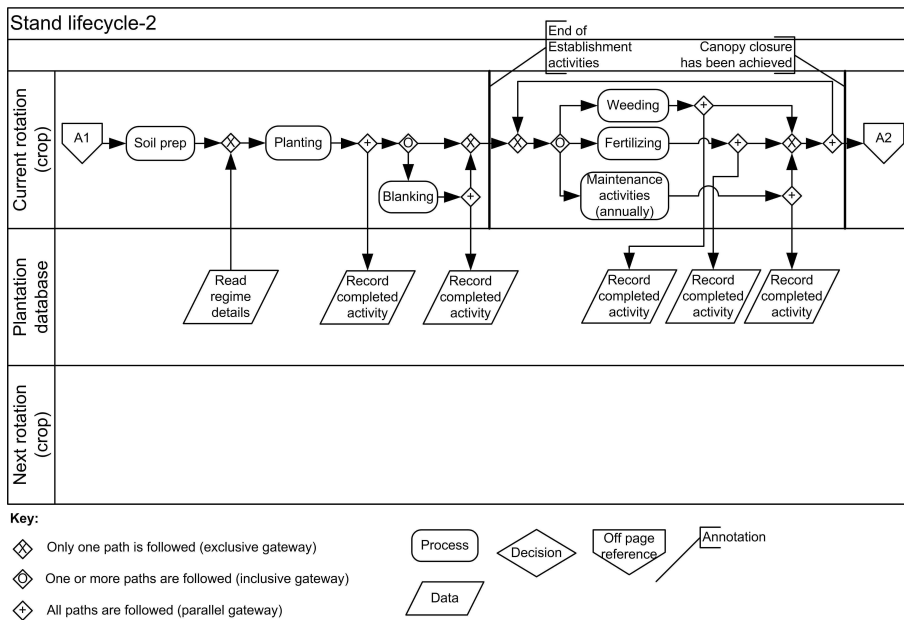 Stand lifecycle-2
End of
Establishment
activities
Canopy closure
has been achieved
Current rotation
(crop)
A1
Soil prep
X
Planting
+
O
X
Blanking
+
X
O
Weeding
+
Fertilizing
+
X
+
Maintenance
activities
(annually)
+
A2
Plantation
database
Read
regime
details
Record
completed
activity
Record
completed
activity
Record
completed
activity
Record
completed
activity
Record
completed
activity
Next rotation
(crop)
Key:
X Only one path is followed (exclusive gateway)
O One or more paths are followed (inclusive gateway)
+ All paths are followed (parallel gateway)
Process
Decision
Off page
reference
Annotation
Data